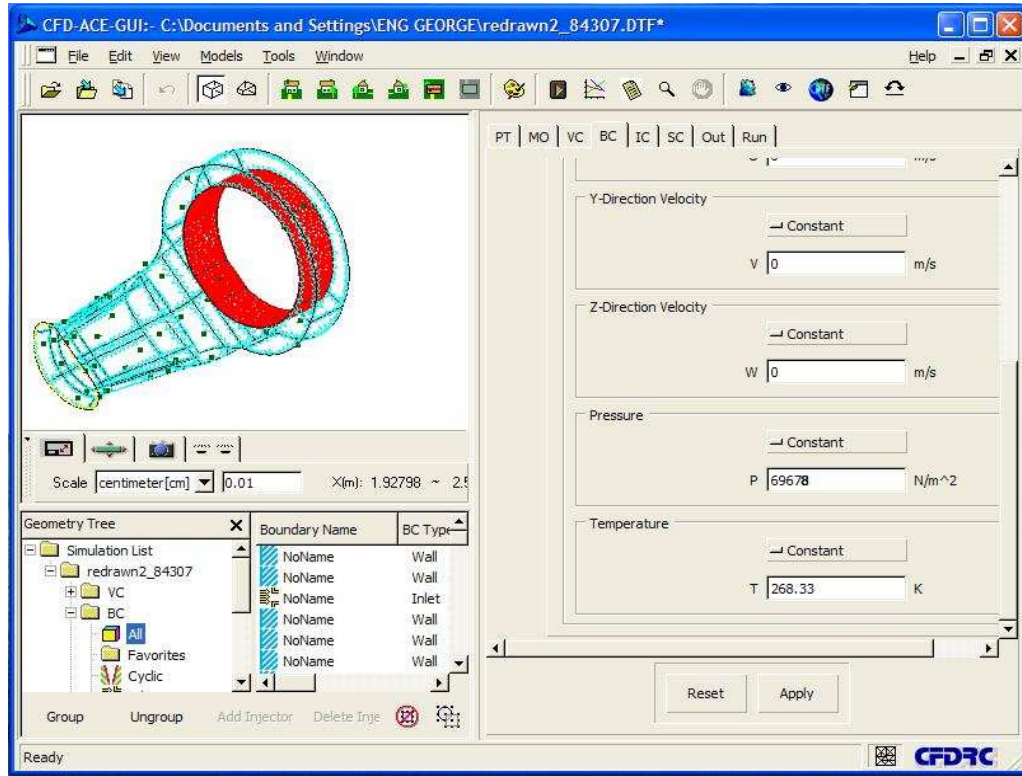 CFD-ACE-GUI:- C:\Documents and Settings\ENG GEORGE\redrawn2_84307.DTF*
File Edit View Models Tools Window Help
PT MO VC BC IC SC Out Run
Y-Direction Velocity
Constant
V 0 m/s
Z-Direction Velocity
Constant
W 0 m/s
Pressure
Constant
P 69678 N/m^2
Temperature
Constant
T 268.33 K
Reset Apply
Scale centimeter[cm] 0.01 X(m): 1.92798 ~ 2.5
Geometry Tree
Simulation List
redrawn2_84307
VC
BC
All
Favorites
Cyclic
Boundary Name BC Type
NoName Wall
NoName Wall
NoName Inlet
NoName Wall
NoName Wall
NoName Wall
Group Ungroup Add Injector Delete Inje
Ready
CFDRC